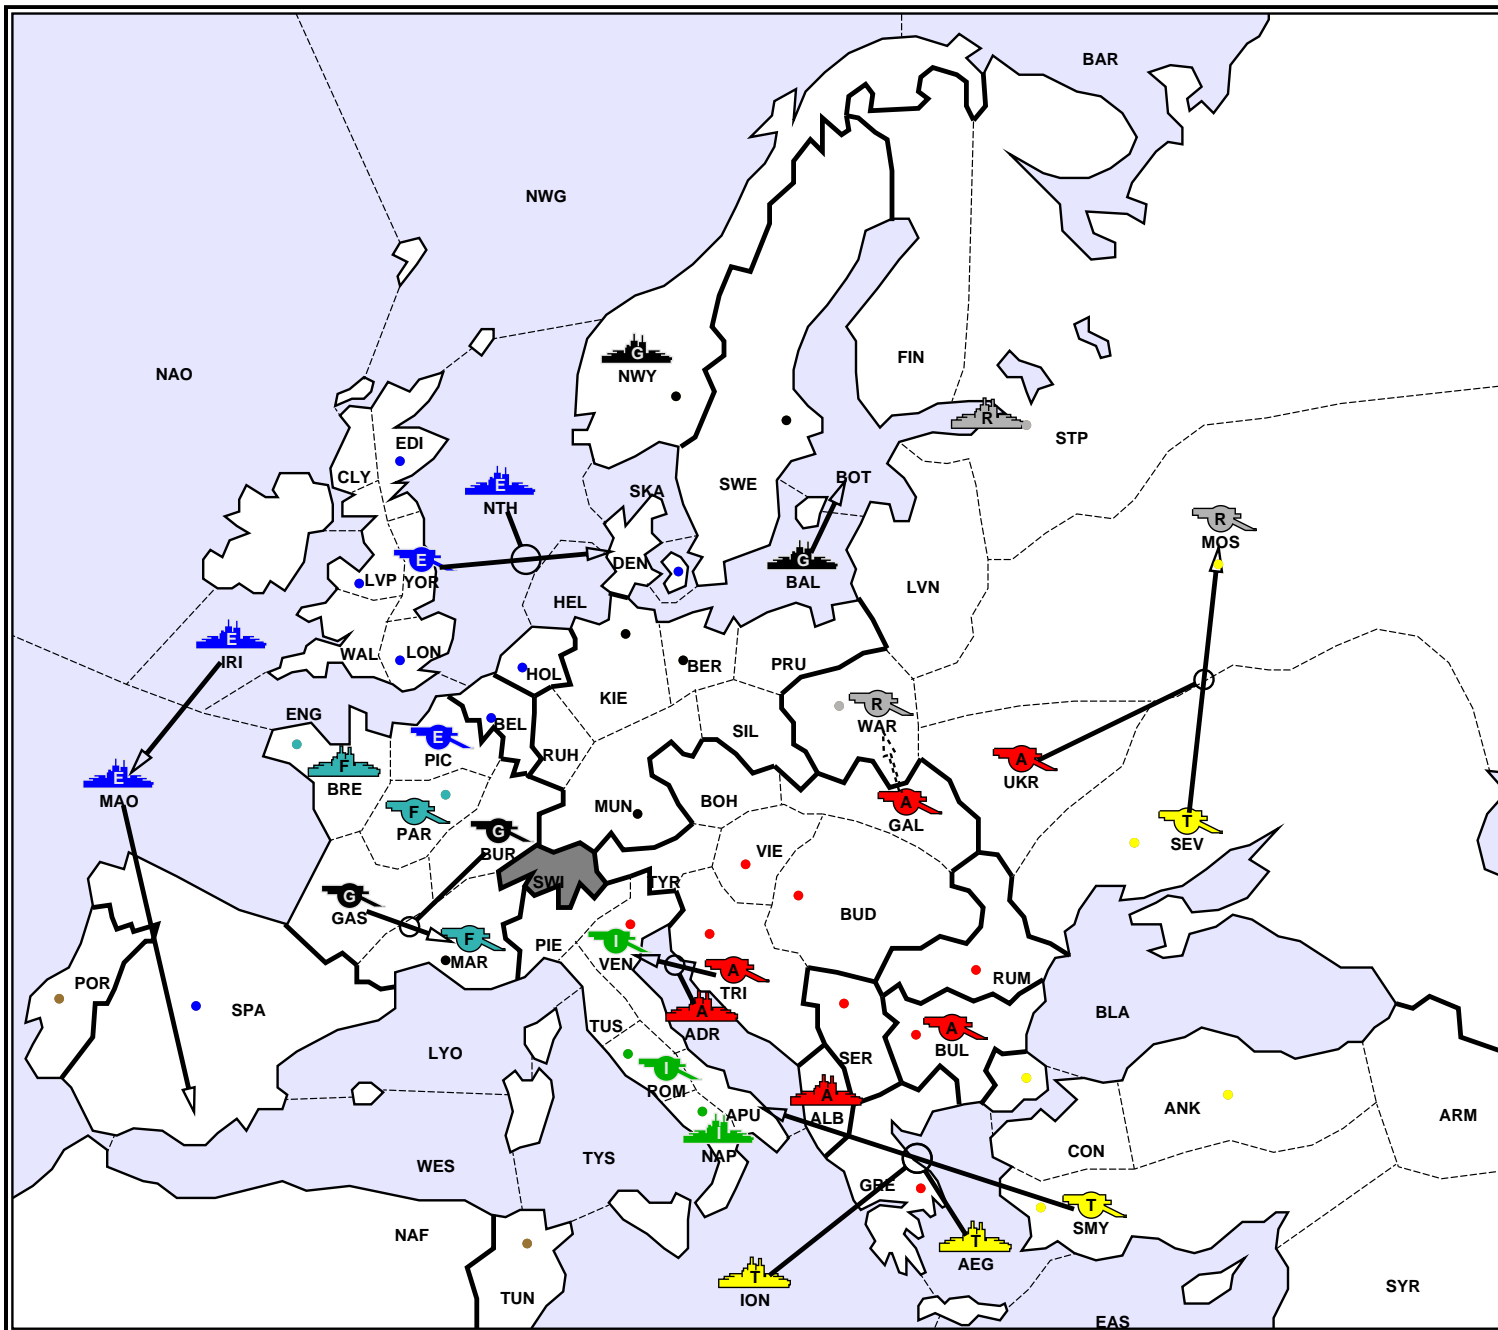 BAR
NWG
NAO
G
NWY
FIN
R
STP
EDI
CLY
E
NTH
SKA
SWE
BOT
R
MOS
E
YOR
LVP
DEN
G
BAL
LVN
HEL
E
IRI
WAL
LON
HOL
KIE
BER
PRU
R
WAR
ENG
BEL
E
PIC
RUH
SIL
F
BRE
E
MAO
A
UKR
MUN
BOH
A
GAL
F
PAR
T
SEV
G
BUR
VIE
SWI
TYR
G
GAS
BUD
F
MAR
PIE
I
VEN
A
TRI
POR
SPA
RUM
A
ADR
BLA
TUS
LYO
SER
A
BUL
I
ROM
A
ALB
APU
ANK
ARM
I
NAP
CON
WES
TYS
GRE
T
SMY
NAF
T
AEG
T
ION
TUN
SYR
EAS